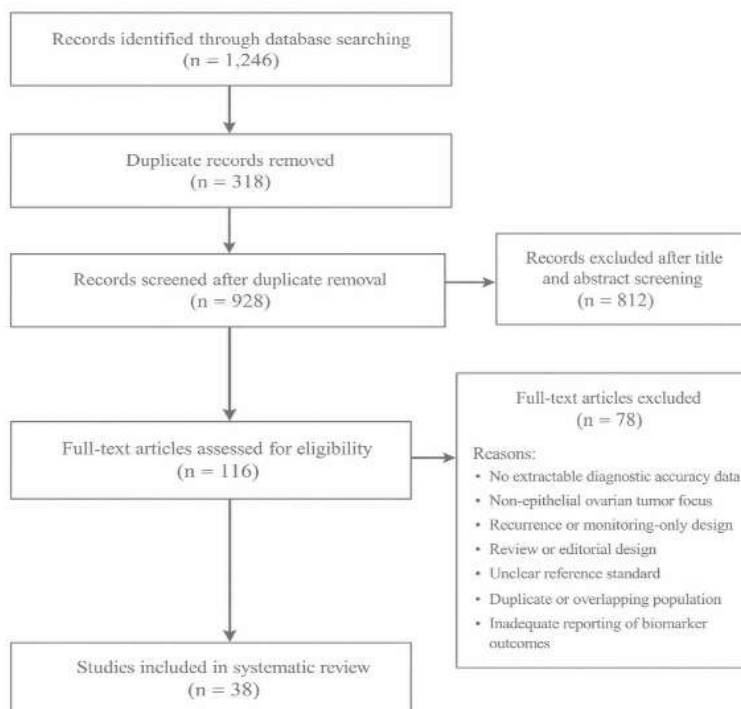 Records identified through database searching
(n = 1,246)
Duplicate records removed
(n = 318)
Records screened after duplicate removal
(n = 928)
Records excluded after title
and abstract screening
(n = 812)
Full-text articles assessed for eligibility
(n = 116)
Full-text articles excluded
(n = 78)
Reasons:
• No extractable diagnostic accuracy data
• Non-epithelial ovarian tumor focus
• Recurrence or monitoring-only design
• Review or editorial design
• Unclear reference standard
• Duplicate or overlapping population
• Inadequate reporting of biomarker
outcomes
Studies included in systematic review
(n = 38)